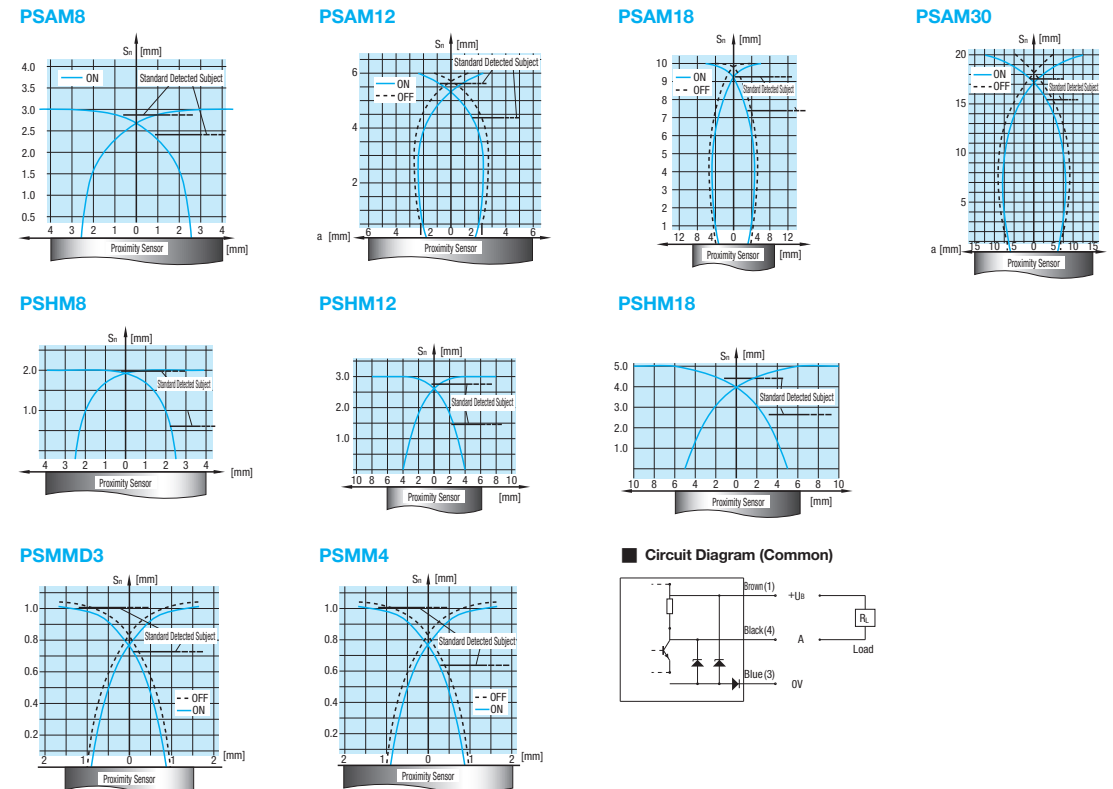 PSAM8
Sn [mm]
4.0
ON
Standard Detected Subject
3.5
3.0
2.5
2.0
1.5
1.0
0.5
4 3 2 1 0 1 2 3 4
Proximity Sensor
[mm]
PSAM12
Sn [mm]
Standard Detected Subject
6
ON
OFF
4
2
a [mm]
6 4 2 0 2 4 6
Proximity Sensor
PSAM18
Sn [mm]
10
ON
9
OFF
Standard Detected Subject
8
7
6
5
4
3
2
1
12 8 4 0 4 8 12
Proximity Sensor
[mm]
PSAM30
Sn [mm]
20
ON
OFF
Standard Detected Subject
15
10
5
a [mm]
15 10 5 0 5 10 15
Proximity Sensor
PSHM8
Sn [mm]
2.0
Standard Detected Subject
1.0
4 3 2 1 0 1 2 3 4
[mm]
Proximity Sensor
PSHM12
Sn [mm]
3.0
Standard Detected Subject
2.0
1.0
10 8 6 4 2 0 2 4 6 8 10
Proximity Sensor
[mm]
PSHM18
Sn [mm]
5.0
4.0
Standard Detected Subject
3.0
2.0
1.0
10 8 6 4 2 0 2 4 6 8 10
Proximity Sensor
[mm]
PSMMD3
Sn [mm]
1.0
Standard Detected Subject
0.8
0.6
OFF
0.4
ON
0.2
2 1 0 1 2
[mm]
Proximity Sensor
PSMM4
Sn [mm]
1.0
Standard Detected Subject
0.8
0.6
OFF
0.4
ON
0.2
2 1 0 1 2
[mm]
Proximity Sensor
■ Circuit Diagram (Common)
Brown (1)
+UB
RL
Black (4)
A
Load
Blue (3)
0V